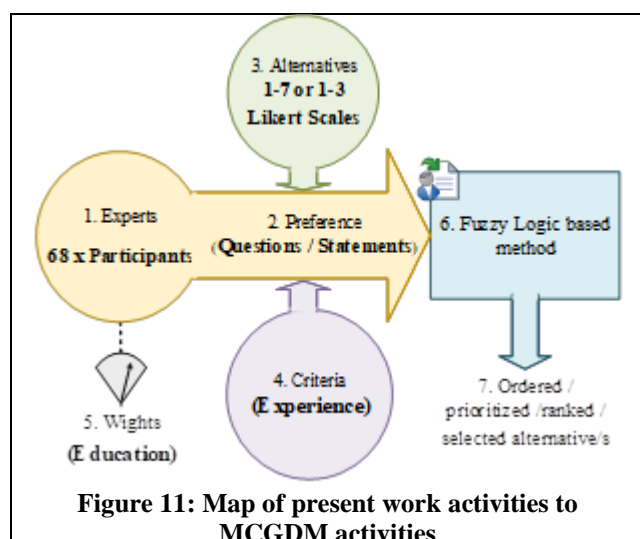 3. Alternatives
1-7 or 1-3
Likert Scales
1. Experts
68 x Participants
2. Preference
(Questions / Statements)
6. Fuzzy Logic based
method
4. Criteria
(Experience)
5. Wights
(Education)
7. Ordered /
prioritized /ranked /
selected alternative/s
Figure 11: Map of present work activities to
MCGDM activities